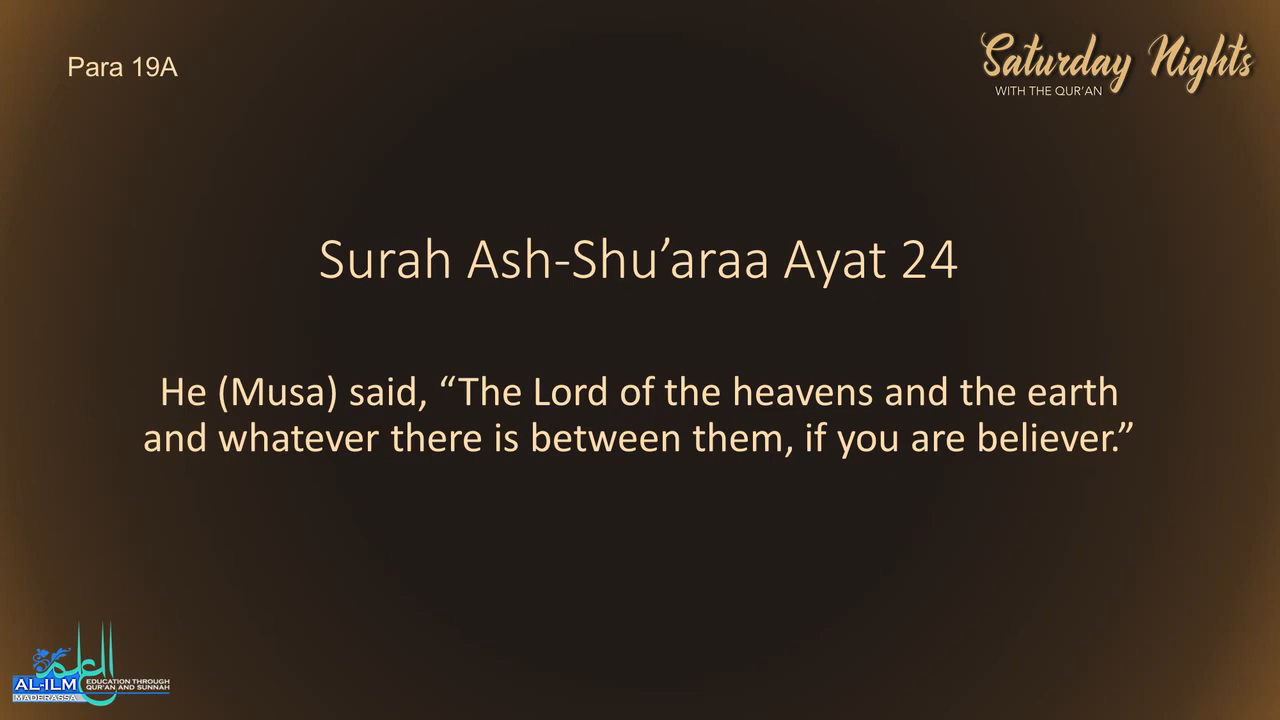 Para 19A
Saturday Nights
WITH THE QUR'AN
Surah Ash-Shu’araa Ayat 24
He (Musa) said, “The Lord of the heavens and the earth
and whatever there is between them, if you are believer.”
العلم
AL-ILM
MADERASSA
EDUCATION THROUGH
QUR'AN AND SUNNAH